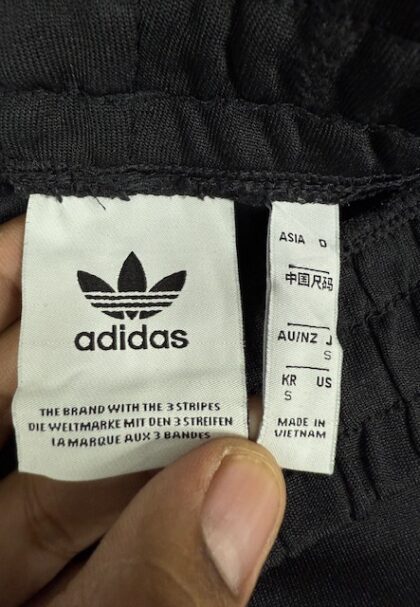 adidas
THE BRAND WITH THE 3 STRIPES
DIE WELTMARKE MIT DEN 3 STREIFEN
LA MARQUE AUX 3 BANDES
ASIA D
中国尺码
AU/NZ J
S
KR US
S
MADE IN
VIETNAM